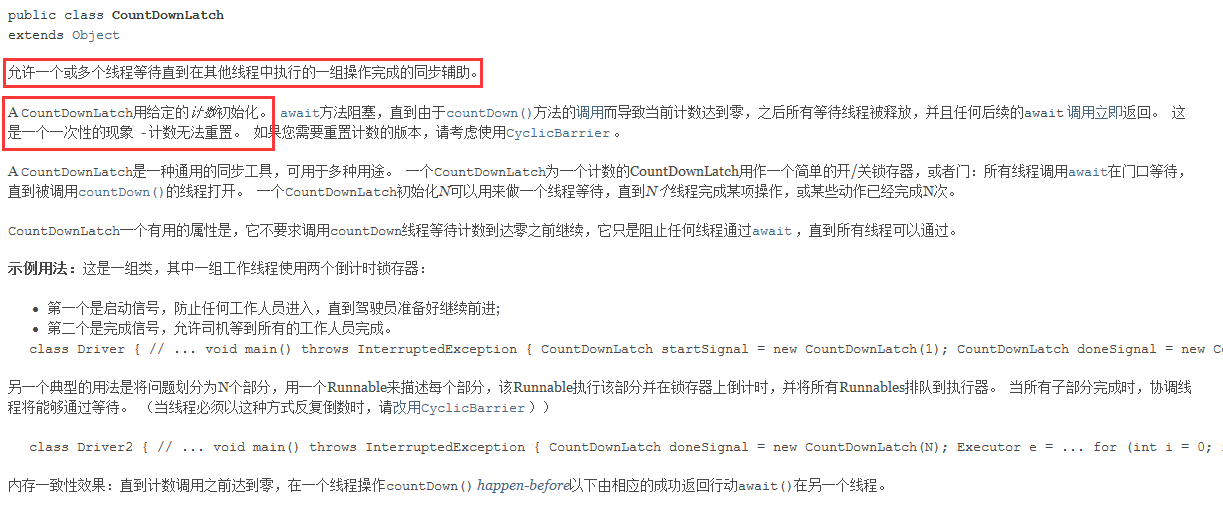 public class CountDownLatch
extends Object
允许一个或多个线程等待直到在其他线程中执行的一组操作完成的同步辅助。
A CountDownLatch用给定的计数初始化。 await方法阻塞，直到由于countDown()方法的调用而导致当前计数达到零，之后所有等待线程被释放，并且任何后续的await 调用立即返回。 这
是一个一次性的现象 - 计数无法重置。 如果您需要重置计数的版本，请考虑使用CyclicBarrier 。
A CountDownLatch是一种通用的同步工具，可用于多种用途。 一个CountDownLatch为一个计数的CountDownLatch用作一个简单的开/关锁存器，或者门：所有线程调用await在门口等待，
直到被调用countDown()的线程打开。 一个CountDownLatch初始化N可以用来做一个线程等待，直到N个线程完成某项操作，或某些动作已经完成N次。
CountDownLatch一个有用的属性是，它不要求调用countDown线程等待计数到达零之前继续，它只是阻止任何线程通过await ，直到所有线程可以通过。
示例用法：这是一组类，其中一组工作线程使用两个倒计时锁存器：
• 第一个是启动信号，防止任何工作人员进入，直到驾驶员准备好继续前进;
• 第二个是完成信号，允许司机等到所有的工作人员完成。
class Driver { // ... void main() throws InterruptedException { CountDownLatch startSignal = new CountDownLatch(1); CountDownLatch doneSignal = new Co
另一个典型的用法是将问题划分为N个部分，用一个Runnable来描述每个部分，该Runnable执行该部分并在锁存器上倒计时，并将所有Runnables排队到执行器。 当所有子部分完成时，协调线
程将能够通过等待。 （当线程必须以这种方式反复倒数时，请改用CyclicBarrier ））
class Driver2 { // ... void main() throws InterruptedException { CountDownLatch doneSignal = new CountDownLatch(N); Executor e = ... for (int i = 0;
内存一致性效果：直到计数调用之前达到零，在一个线程操作countDown() happen-before以下由相应的成功返回行动await()在另一个线程。